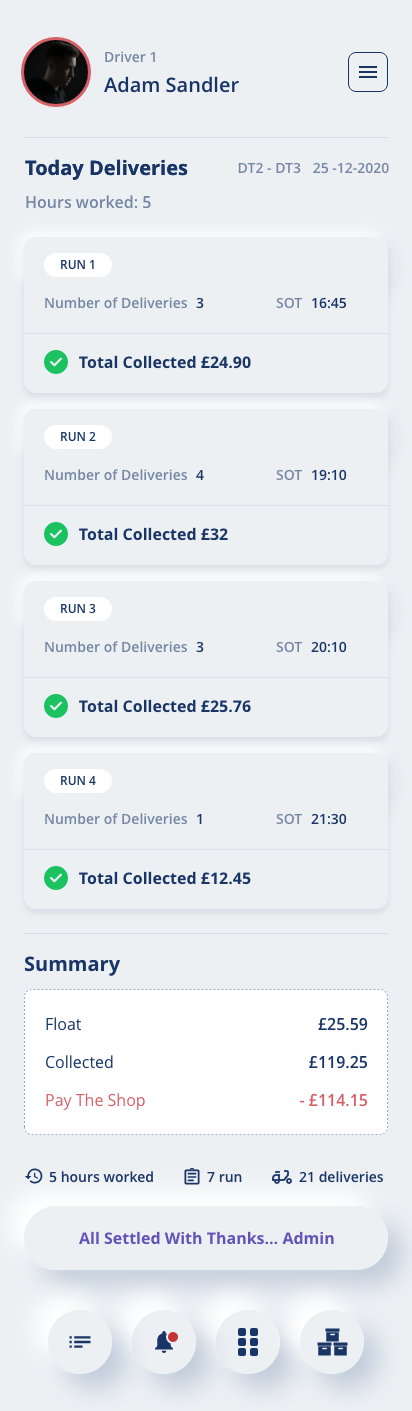 Driver 1
Adam Sandler
Today Deliveries DT2 - DT3 25 -12-2020
Hours worked: 5
RUN 1
Number of Deliveries 3 SOT 16:45
Total Collected £24.90
RUN 2
Number of Deliveries 4 SOT 19:10
Total Collected £32
RUN 3
Number of Deliveries 3 SOT 20:10
Total Collected £25.76
RUN 4
Number of Deliveries 1 SOT 21:30
Total Collected £12.45
Summary
Float £25.59
Collected £119.25
Pay The Shop - £114.15
5 hours worked 7 run 21 deliveries
All Settled With Thanks... Admin